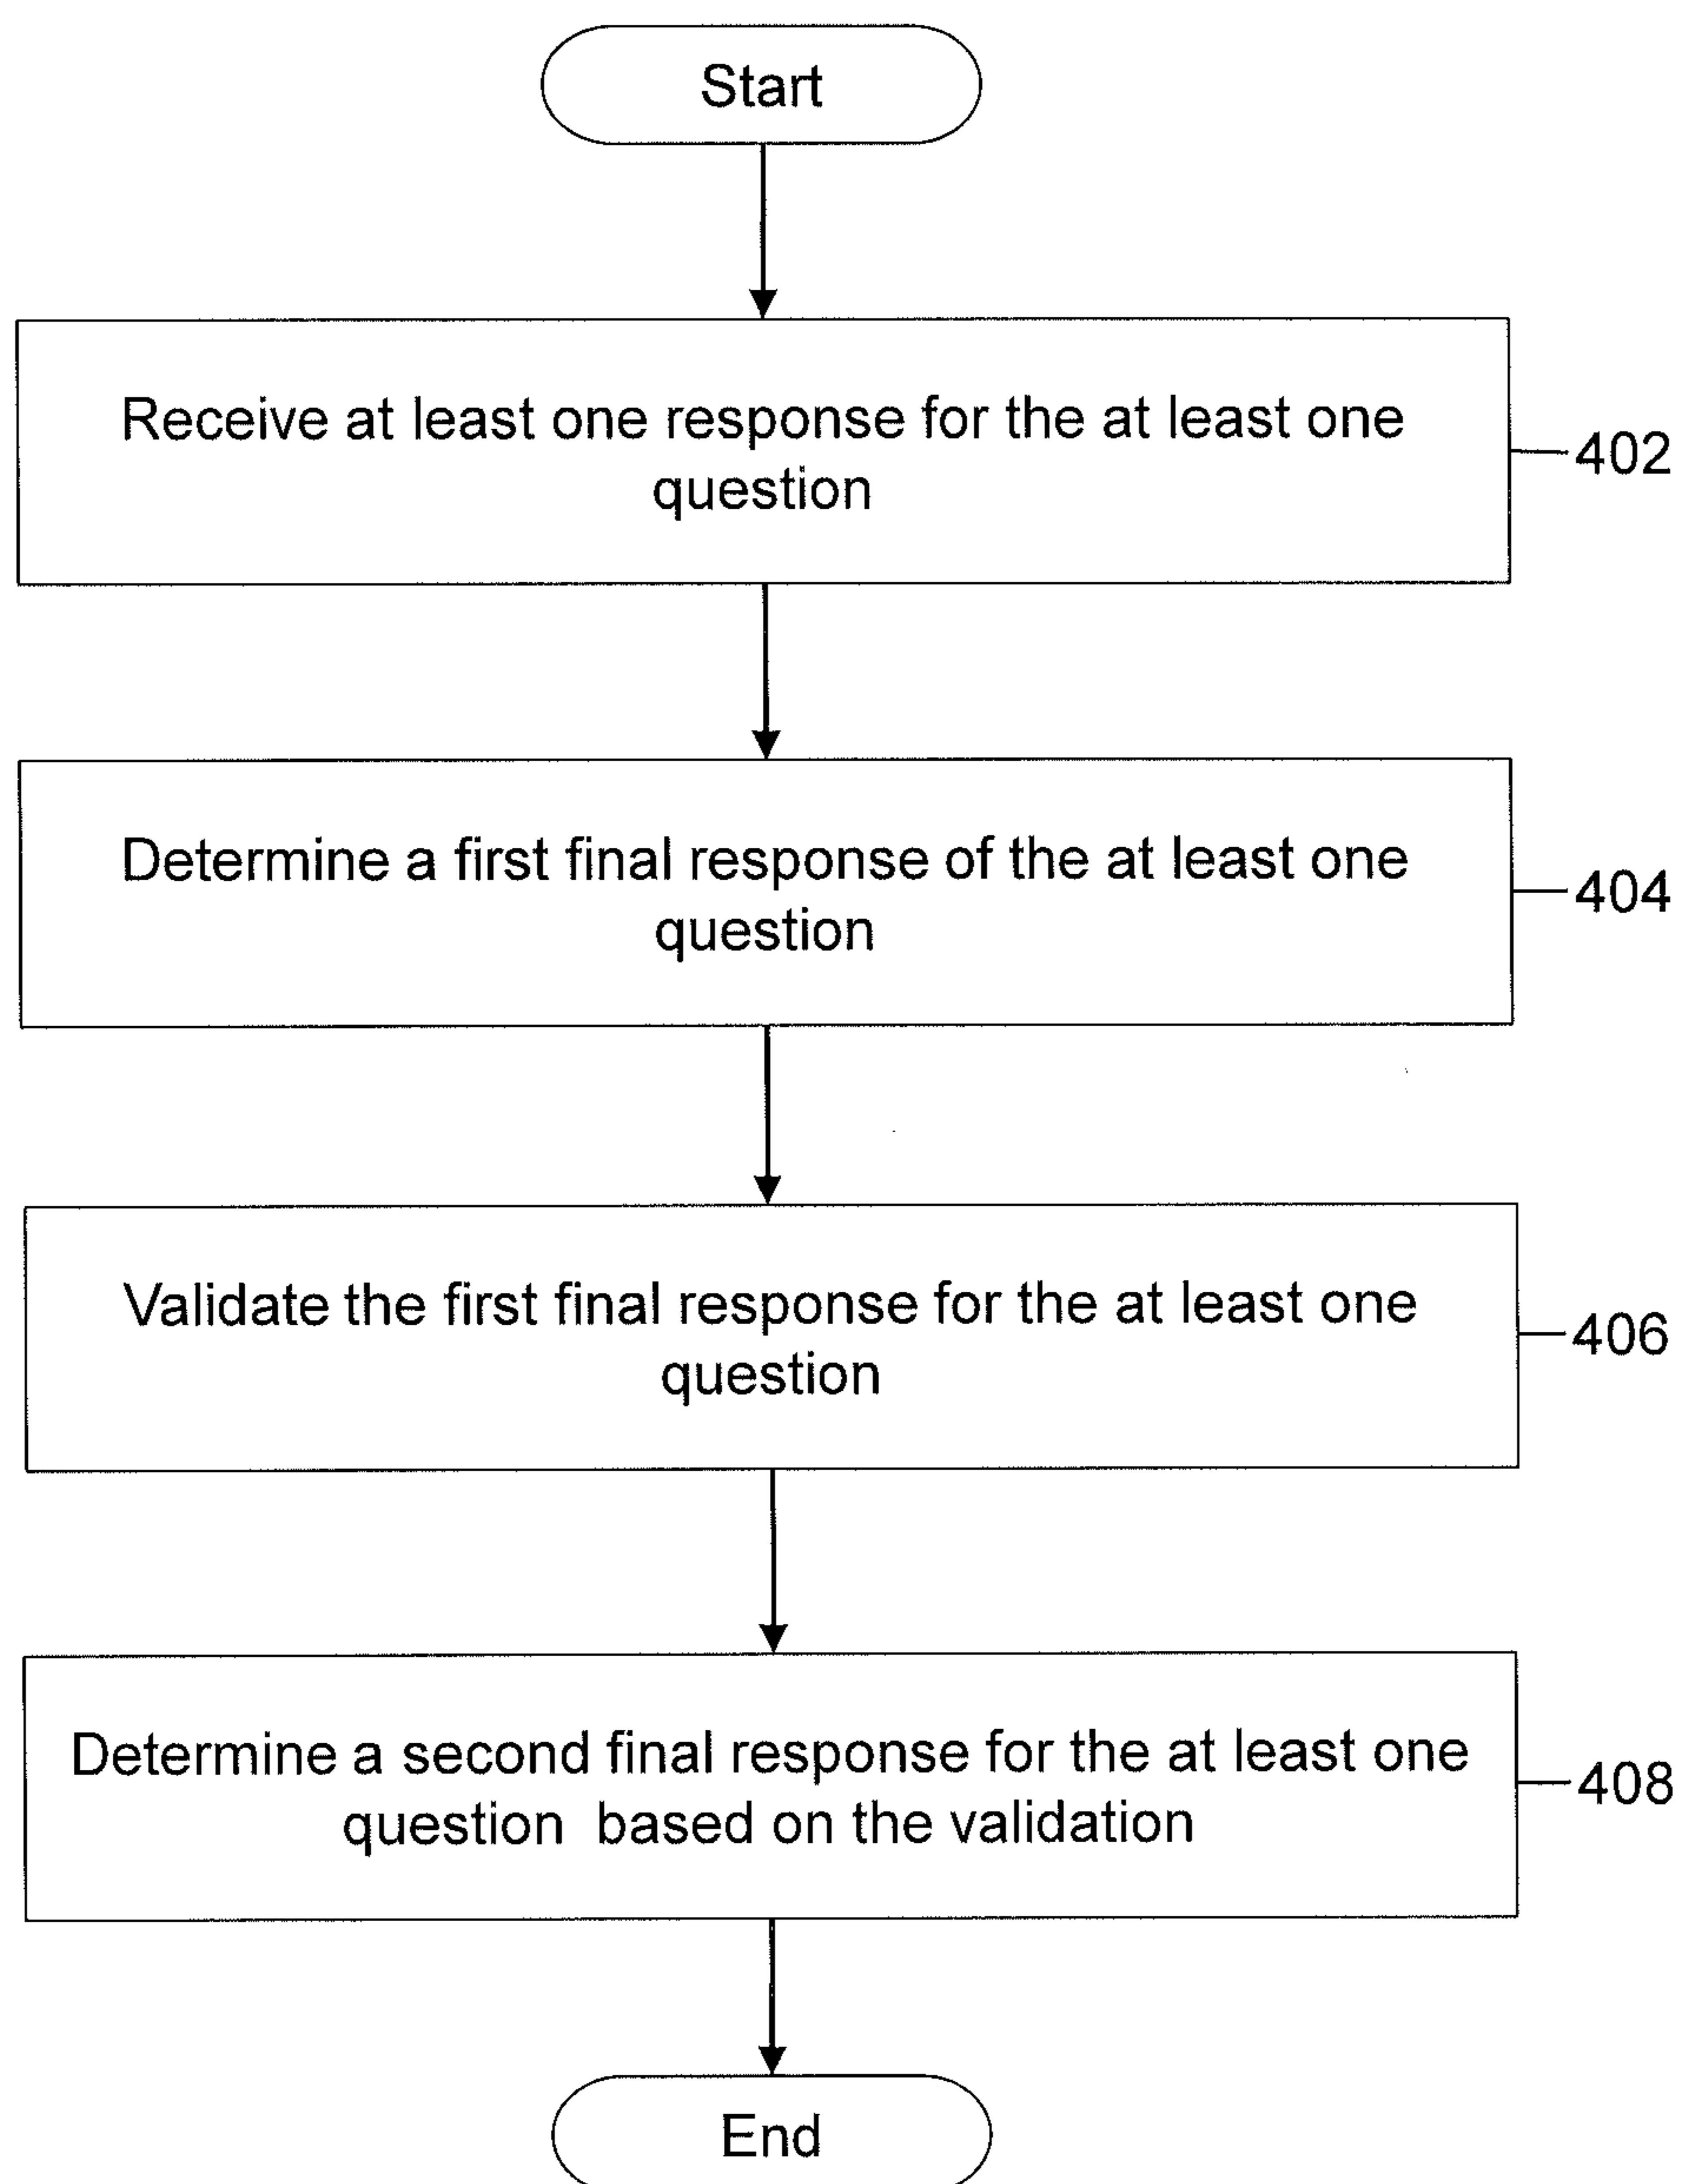 Start
Receive at least one response for the at least one
question
402
Determine a first final response of the at least one
question
404
Validate the first final response for the at least one
question
406
Determine a second final response for the at least one
question  based on the validation
408
End